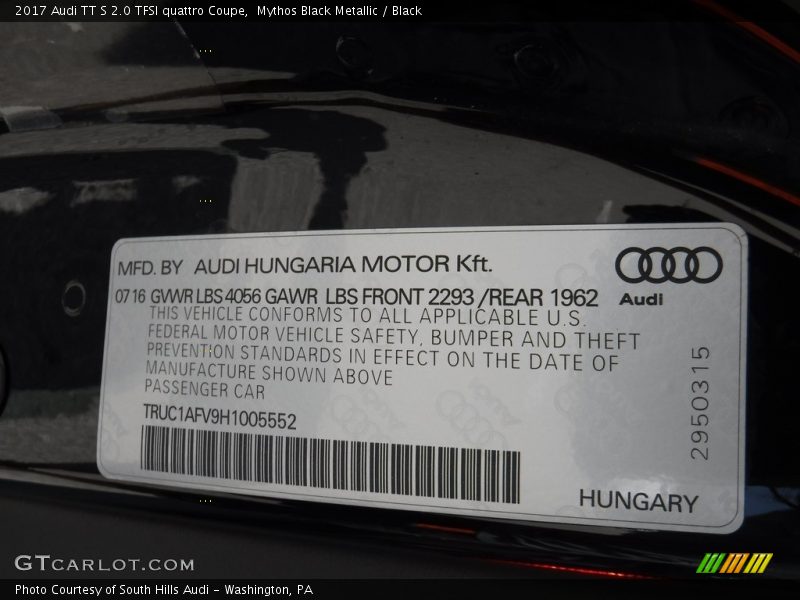 2017 Audi TT S 2.0 TFSI quattro Coupe,  Mythos Black Metallic / Black
MFD. BY AUDI HUNGARIA MOTOR Kft.
Audi
07 16 GVWR LBS 4056 GAWR LBS FRONT 2293 /REAR 1962
THIS VEHICLE CONFORMS TO ALL APPLICABLE U.S.
FEDERAL MOTOR VEHICLE SAFETY, BUMPER AND THEFT
PREVENTION STANDARDS IN EFFECT ON THE DATE OF
MANUFACTURE SHOWN ABOVE
PASSENGER CAR
TRUC1AFV9H1005552
2950315
HUNGARY
GTCARLOT.COM
Photo Courtesy of South Hills Audi - Washington, PA